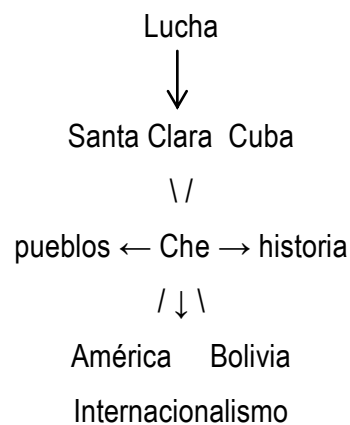 Lucha
↓
Santa Clara Cuba
\ /
pueblos ← Che → historia
/ ↓ \
América Bolivia
Internacionalismo